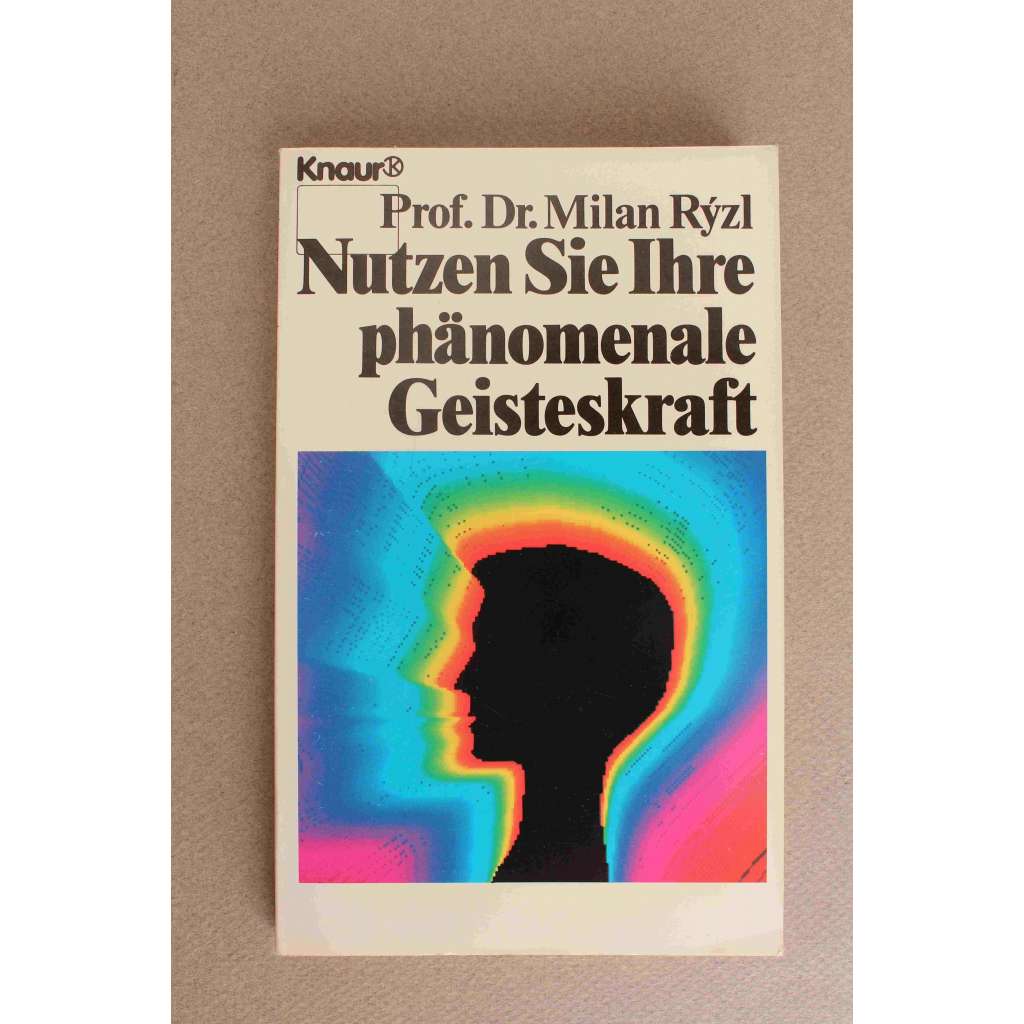 Knaur
Prof. Dr. Milan Rýzl
Nutzen Sie Ihre
phänomenale
Geisteskraft